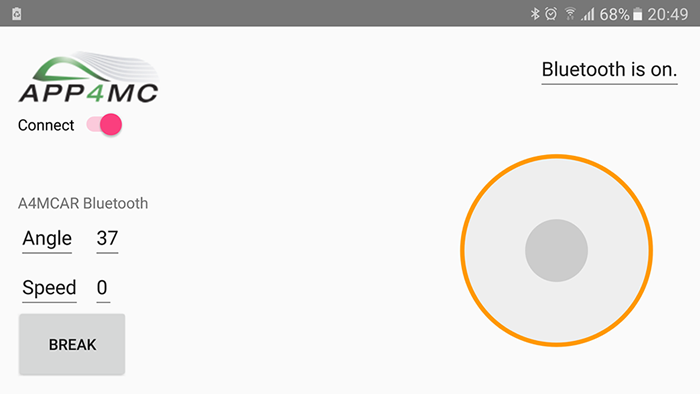 68% 20:49
APP4MC
Bluetooth is on.
Connect
A4MCAR Bluetooth
Angle 37
Speed 0
BREAK